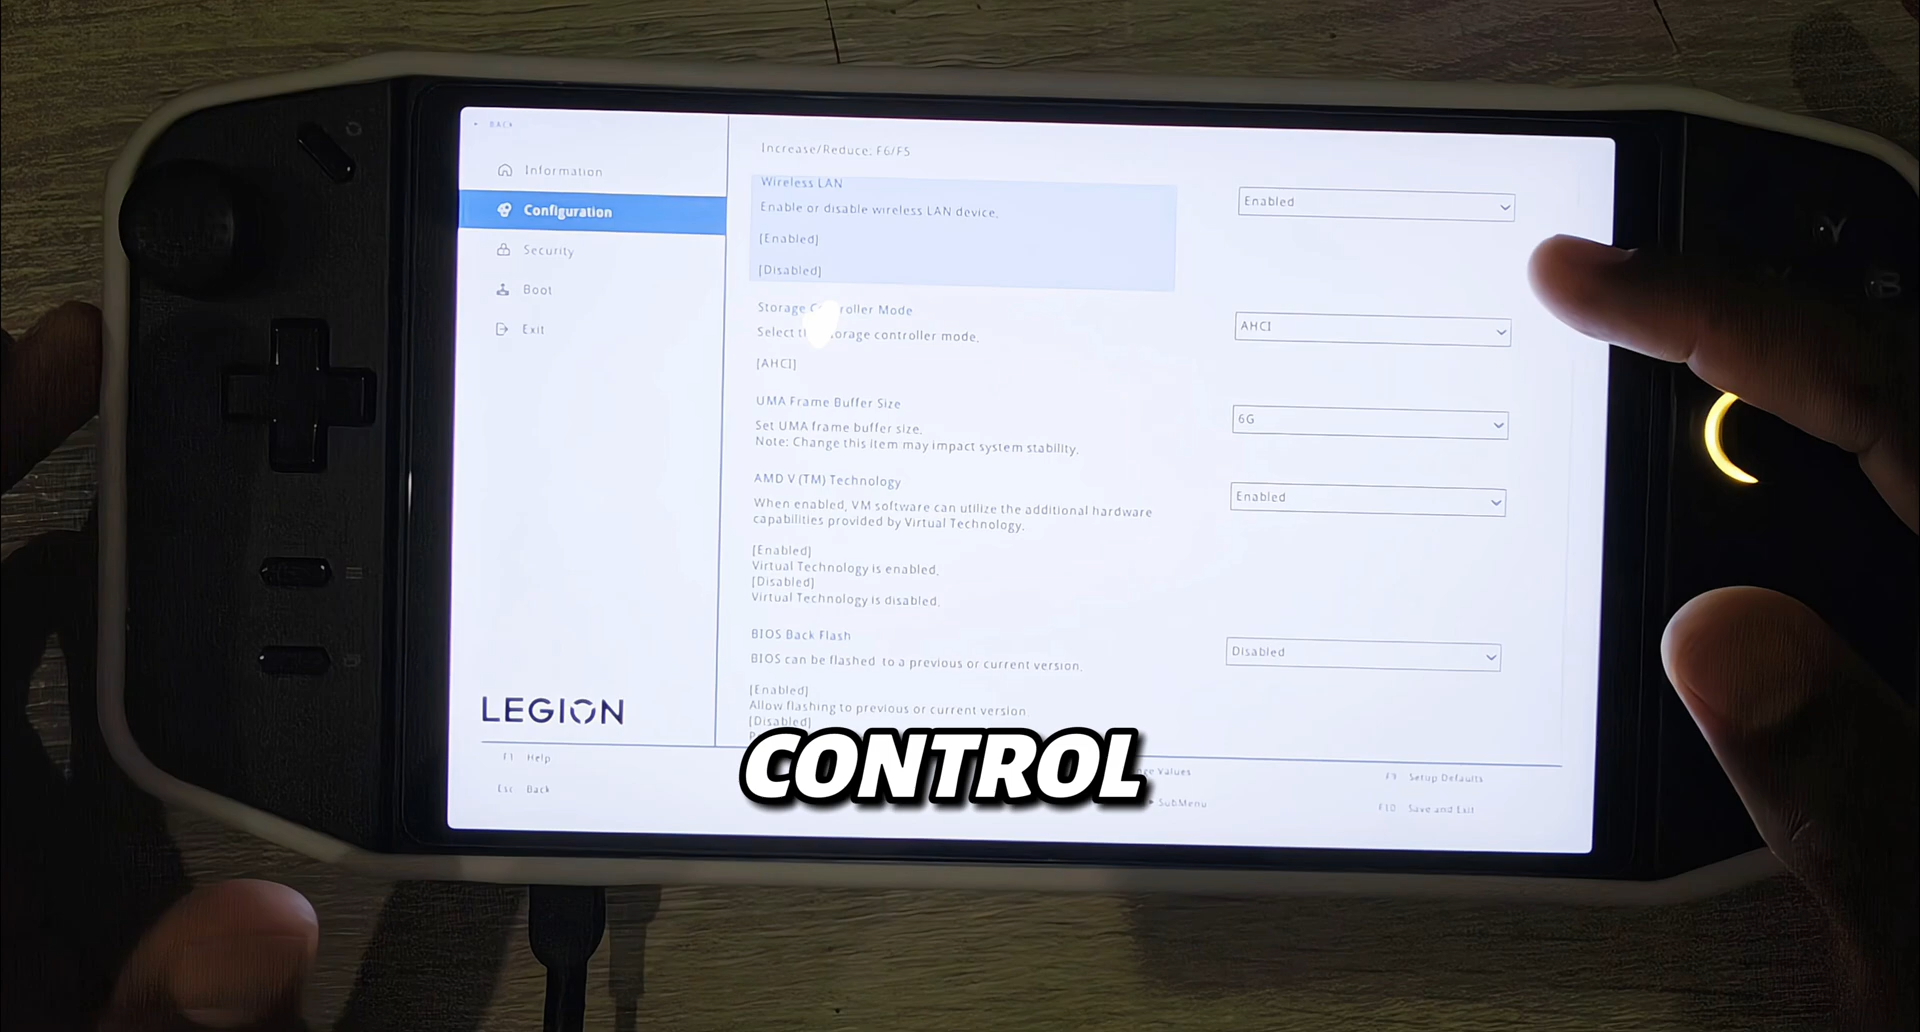 BACK
Information
Configuration
Security
Boot
Exit
Increase/Reduce: F6/F5
Wireless LAN
Enabled
Enable or disable wireless LAN device.
[Enabled]
[Disabled]
Storage roller Mode
AHCI
Select orage controller mode.
[AHCI]
UMA Frame Buffer Size
6G
Set UMA frame buffer size.
Note: Change this item may impact system stability.
AMD V (TM) Technology
Enabled
When enabled, VM software can utilize the additional hardware
capabilities provided by Virtual Technology.
[Enabled]
Virtual Technology is enabled.
[Disabled]
Virtual Technology is disabled.
BIOS Back Flash
Disabled
BIOS can be flashed to a previous or current version.
[Enabled]
Allow flashing to previous or current version
[Disabled]
LEGION
CONTROL
F1 Help
Values
F9 Setup Defaults
Esc Back
SubMenu
F10 Save and Exit
Y
B